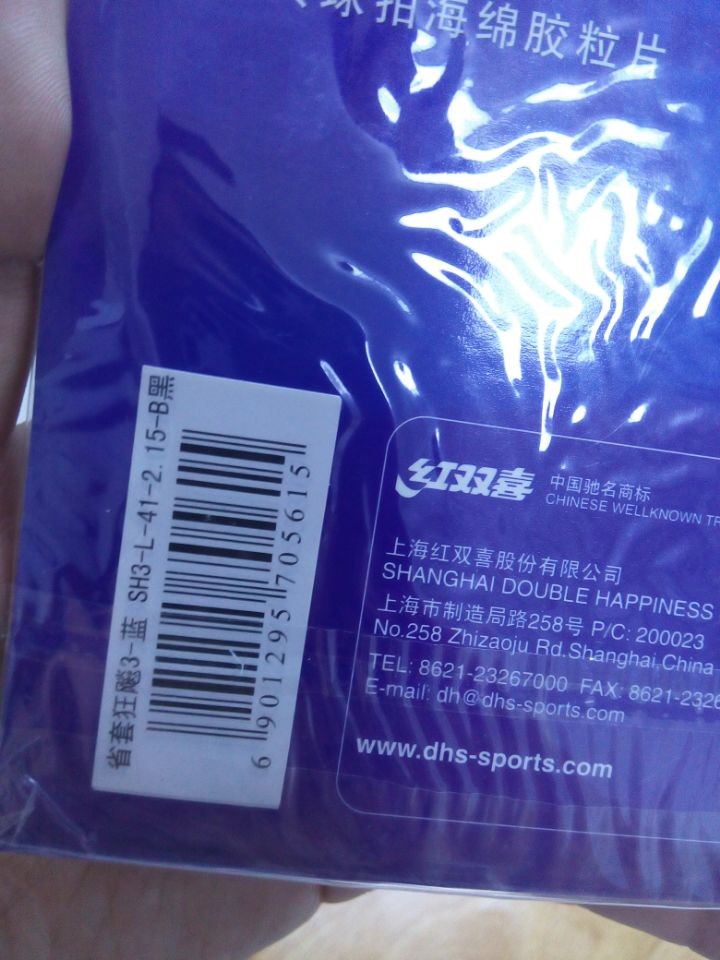 球拍海绵胶粒片
省套狂飚3-蓝 SH3-L-41-2.15-B黑
6901295705615
红双喜 中国驰名商标
CHINESE WELLKNOWN TR
上海红双喜股份有限公司
SHANGHAI DOUBLE HAPPINESS
上海市制造局路258号 P/C: 200023
No.258 Zhizaoju Rd.Shanghai,China
TEL: 8621-23267000 FAX: 8621-2326
E-mail: dh@dhs-sports.com
www.dhs-sports.com